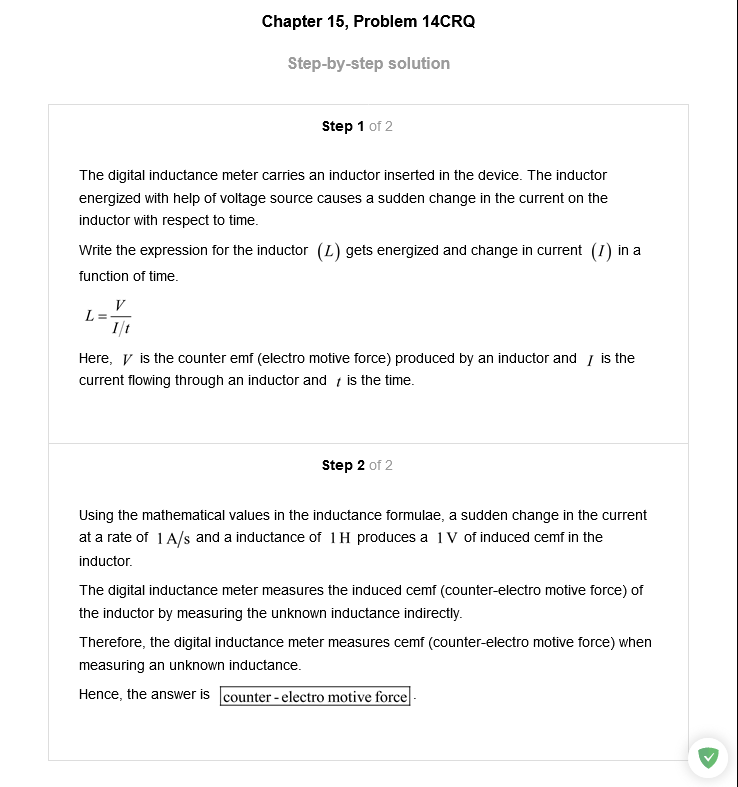 Chapter 15, Problem 14CRQ
Step-by-step solution
Step 1 of 2
The digital inductance meter carries an inductor inserted in the device. The inductor
energized with help of voltage source causes a sudden change in the current on the
inductor with respect to time.
Write the expression for the inductor (L) gets energized and change in current (I) in a
function of time.
L = V / (I/t)
Here, V is the counter emf (electro motive force) produced by an inductor and I is the
current flowing through an inductor and t is the time.
Step 2 of 2
Using the mathematical values in the inductance formulae, a sudden change in the current
at a rate of 1 A/s and a inductance of 1 H produces a 1 V of induced cemf in the
inductor.
The digital inductance meter measures the induced cemf (counter-electro motive force) of
the inductor by measuring the unknown inductance indirectly.
Therefore, the digital inductance meter measures cemf (counter-electro motive force) when
measuring an unknown inductance.
Hence, the answer is counter - electro motive force.